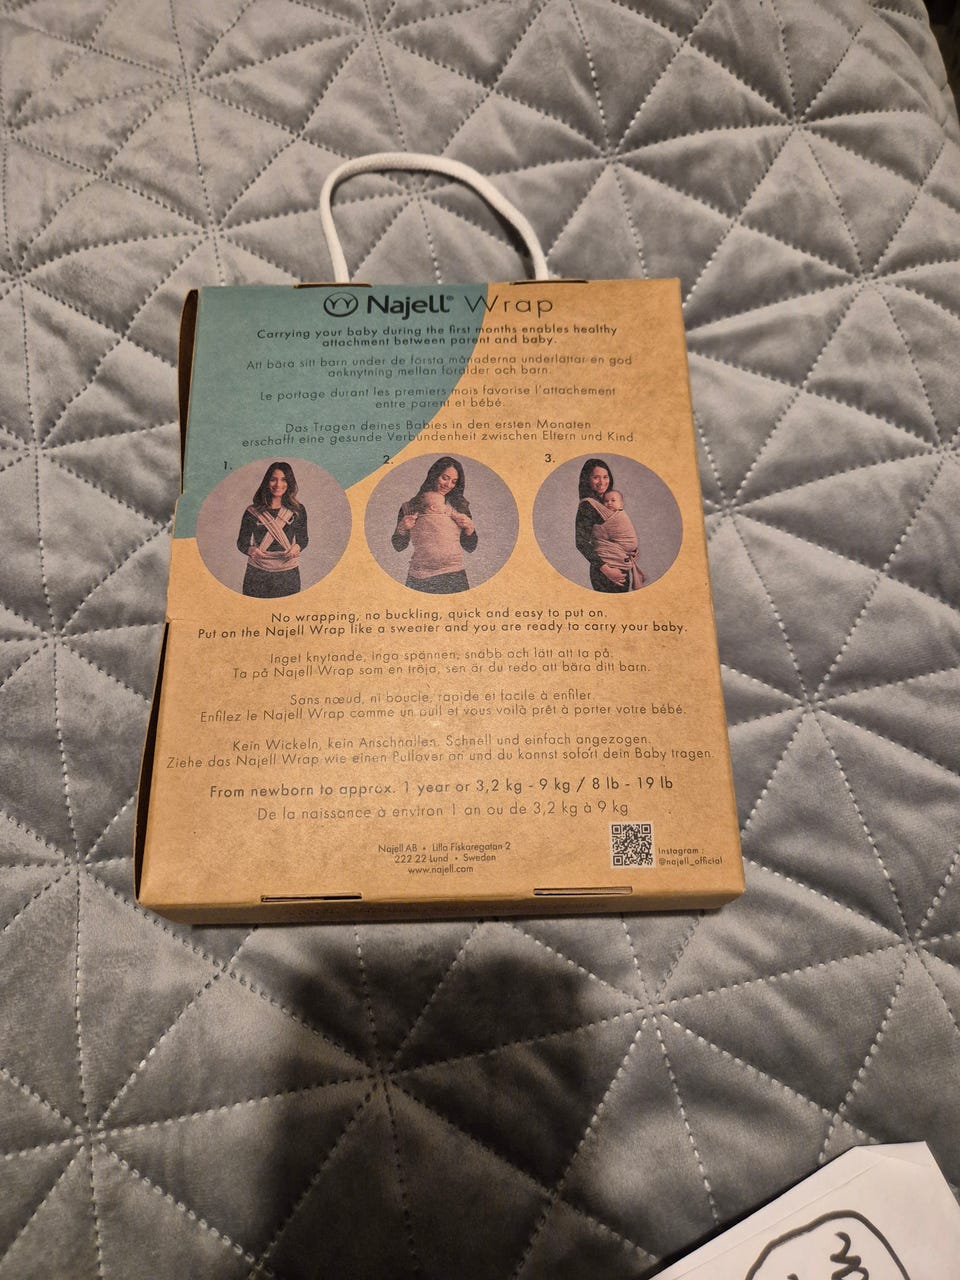 Najell® Wrap
Carrying your baby during the first months enables healthy
attachment between parent and baby.
Att bära sitt barn under de första månaderna underlättar en god
anknytning mellan förälder och barn.
Le portage durant les premiers mois favorise l'attachement
entre parent et bébé.
Das Tragen deines Babies in den ersten Monaten
erschafft eine gesunde Verbundenheit zwischen Eltern und Kind
1.
2.
3.
No wrapping, no buckling, quick and easy to put on.
Put on the Najell Wrap like a sweater and you are ready to carry your baby.
Inget knytande, inga spännen, snabb och lätt att ta på.
Ta på Najell Wrap som en tröja, sen är du redo att bära ditt barn.
Sans nœud, ni boucle, rapide et facile à enfiler.
Enfilez le Najell Wrap comme un pull et vous voilà prêt à porter votre bébé.
Kein Wickeln, kein Anschnallen. Schnell und einfach angezogen.
Ziehe das Najell Wrap wie einen Pullover an und du kannst sofort dein Baby tragen.
From newborn to approx. 1 year or 3,2 kg - 9 kg / 8 lb - 19 lb
De la naissance à environ 1 an ou de 3,2 kg à 9 kg
Najell AB • Lilla Fiskaregatan 2
222 22 Lund • Sweden
www.najell.com
Instagram :
@najell_official